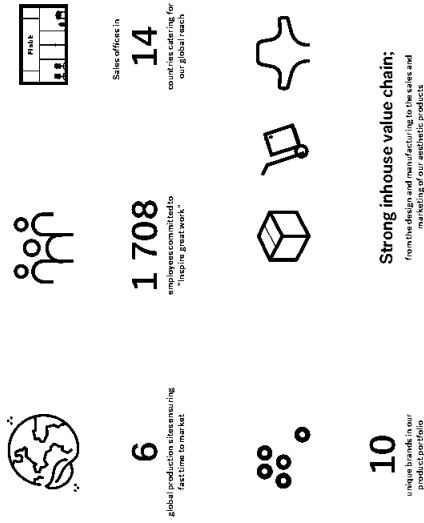 6
global production sites ensuring
fast time to market
1 708
employees committed to
"Inspire great work"
Sales offices in
14
countries catering for
our global reach
10
unique brands in our
product portfolio
Strong inhouse value chain;
from the design and manufacturing to the sales and
marketing of our aesthetic products